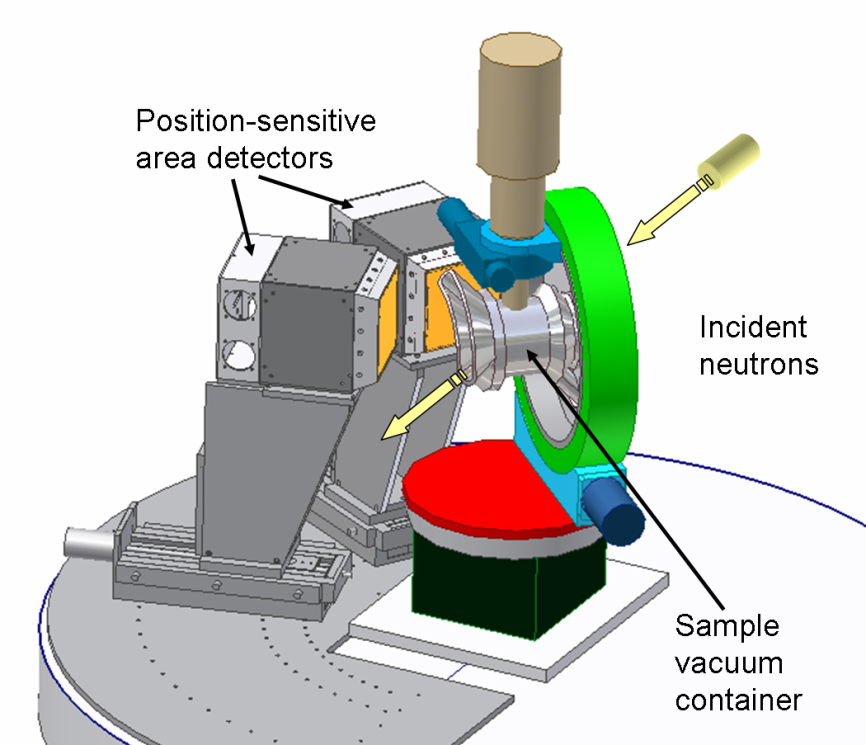 Position-sensitive
area detectors
Incident
neutrons
Sample
vacuum
container